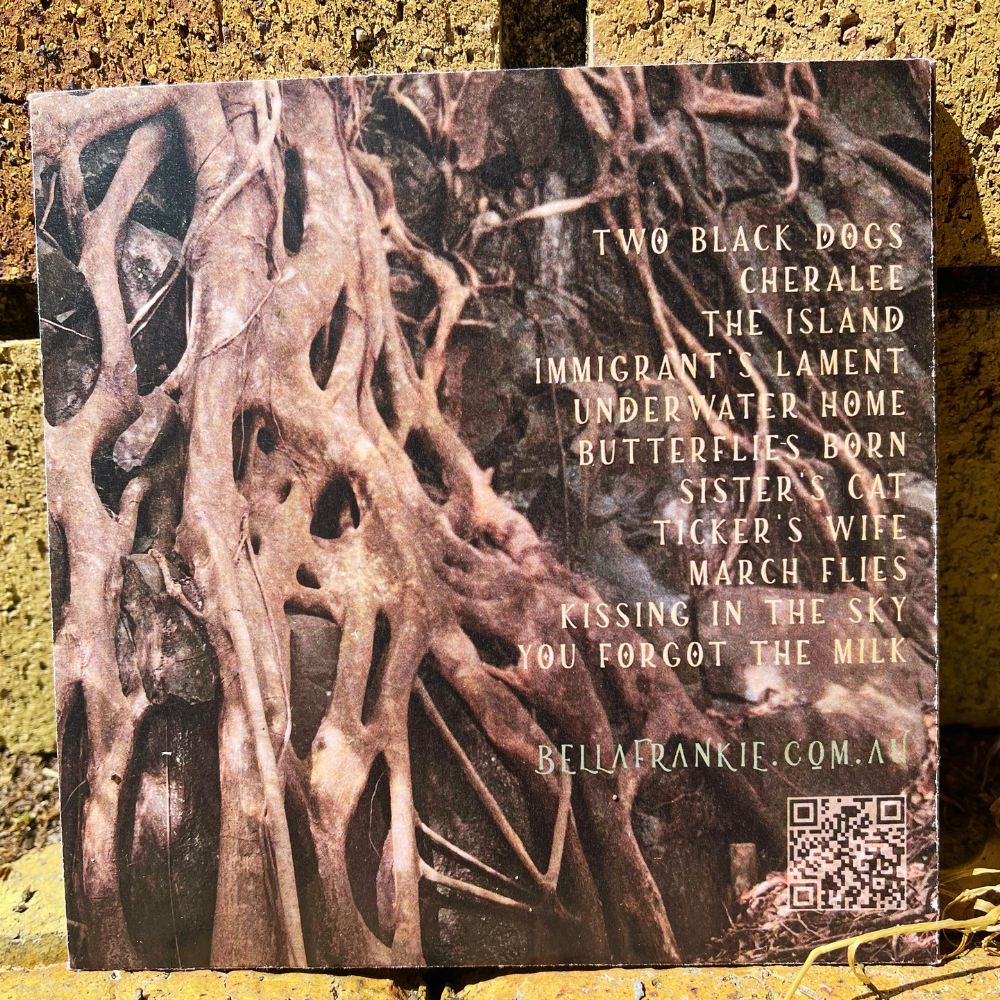 TWO BLACK DOGS
CHERALEE
THE ISLAND
IMMIGRANT'S LAMENT
UNDERWATER HOME
BUTTERFLIES BORN
SISTER'S CAT
TICKER'S WIFE
MARCH FLIES
KISSING IN THE SKY
YOU FORGOT THE MILK
BELLAFRANKIE.COM.AU